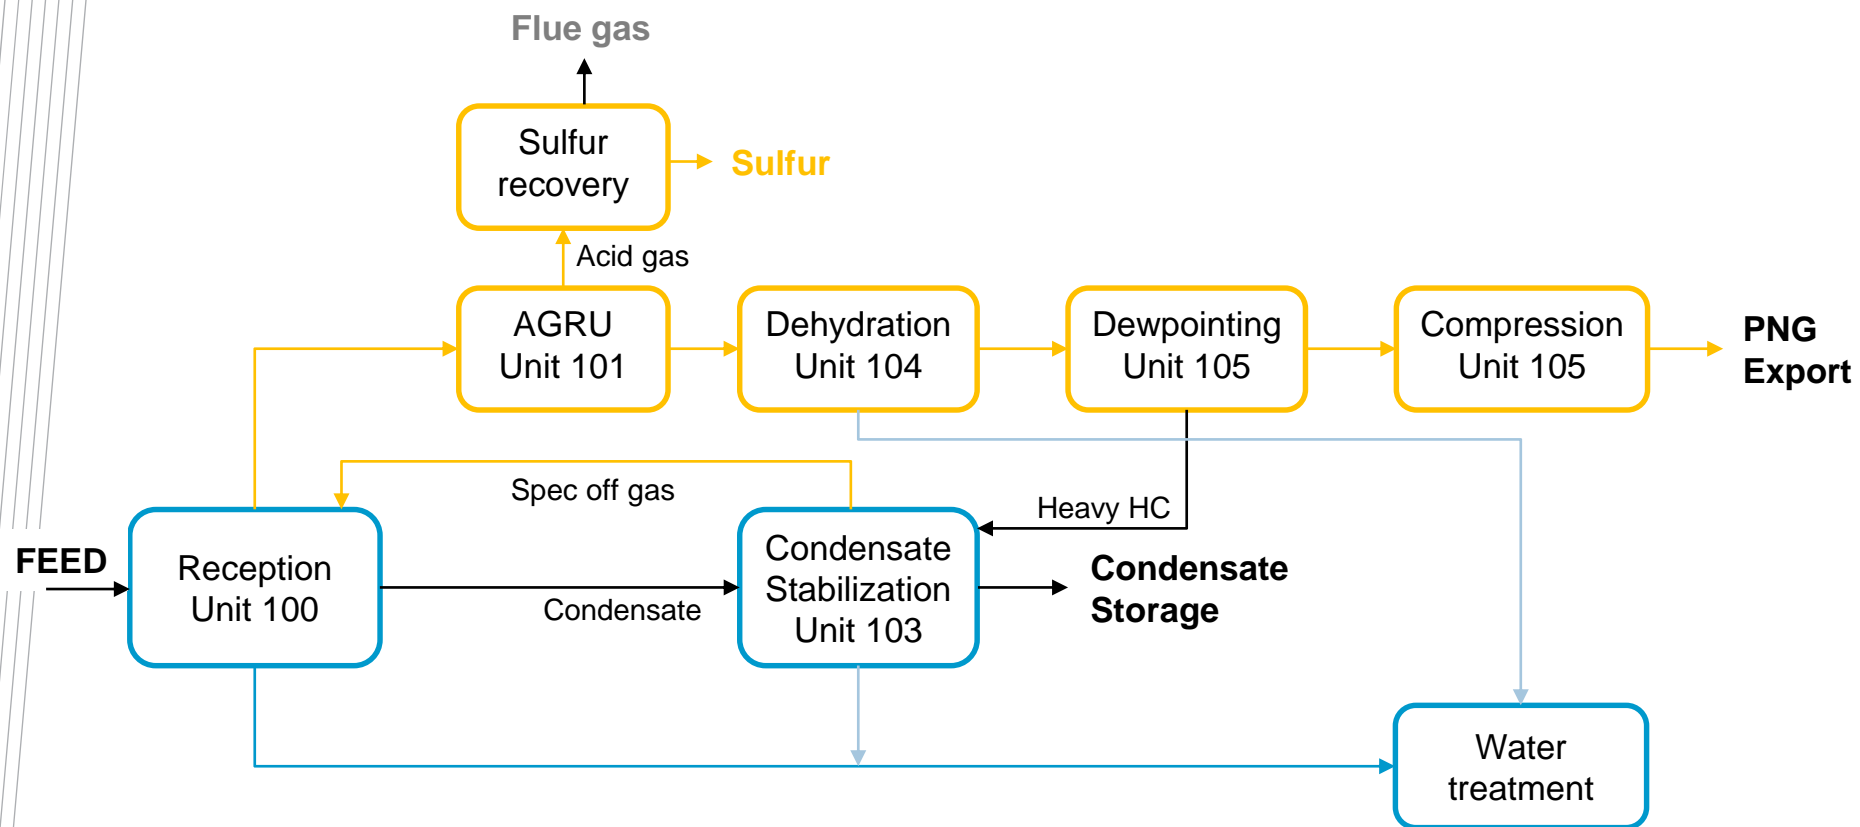 Flue gas
Sulfur
recovery
Sulfur
Acid gas
AGRU
Unit 101
Dehydration
Unit 104
Dewpointing
Unit 105
Compression
Unit 105
PNG
Export
Spec off gas
Heavy HC
FEED
Reception
Unit 100
Condensate
Condensate
Stabilization
Unit 103
Condensate
Storage
Water
treatment